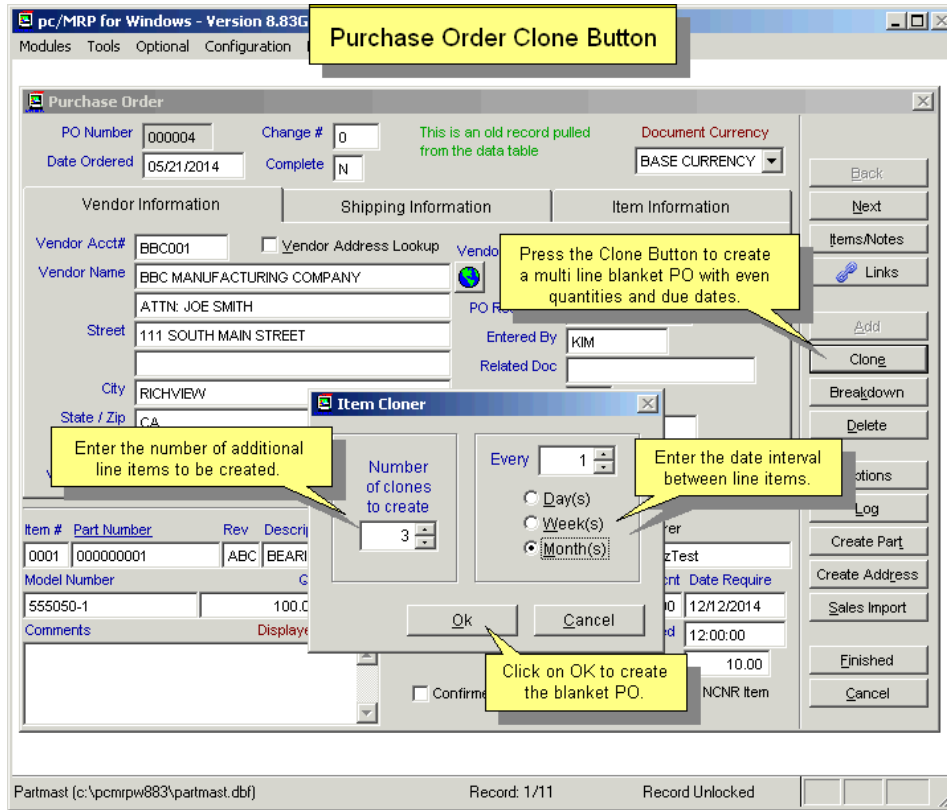 pc/MRP for Windows - Version 8.83G
Purchase Order Clone Button
Modules Tools Optional Configuration
Purchase Order
PO Number 000004 Change # 0 This is an old record pulled from the data table Document Currency
Date Ordered 05/21/2014 Complete N BASE CURRENCY
Back
Vendor Information Shipping Information Item Information
Next
Vendor Acct# BBC001 Vendor Address Lookup
Items/Notes
Press the Clone Button to create
a multi line blanket PO with even
quantities and due dates.
Vendor Name BBC MANUFACTURING COMPANY
Links
ATTN: JOE SMITH
Street 111 SOUTH MAIN STREET
Entered By KIM
Add
Related Doc
Clone
City RICHVIEW
Breakdown
State / Zip CA
Delete
Item Cloner
Enter the number of additional
line items to be created.
Number
of clones
to create
3
Every 1
Day(s)
Week(s)
Month(s)
Enter the date interval
between line items.
Log
Item # Part Number Rev
0001 000000001 ABC
Create Part
Model Number Date Require
Create Address
555050-1 12/12/2014
Sales Import
Ok Cancel
Comments
12:00:00
Click on OK to create
the blanket PO.
10.00
Finished
NCNR Item
Cancel
Partmast (c:\pcmrpw883\partmast.dbf) Record: 1/11 Record Unlocked